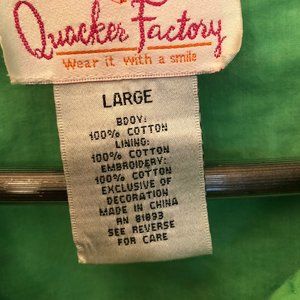 Quacker Factory
Wear it with a smile
LARGE
BODY:
100% COTTON
LINING:
100% COTTON
EMBROIDERY:
100% COTTON
EXCLUSIVE OF
DECORATION
MADE IN CHINA
RN 81893
SEE REVERSE
FOR CARE